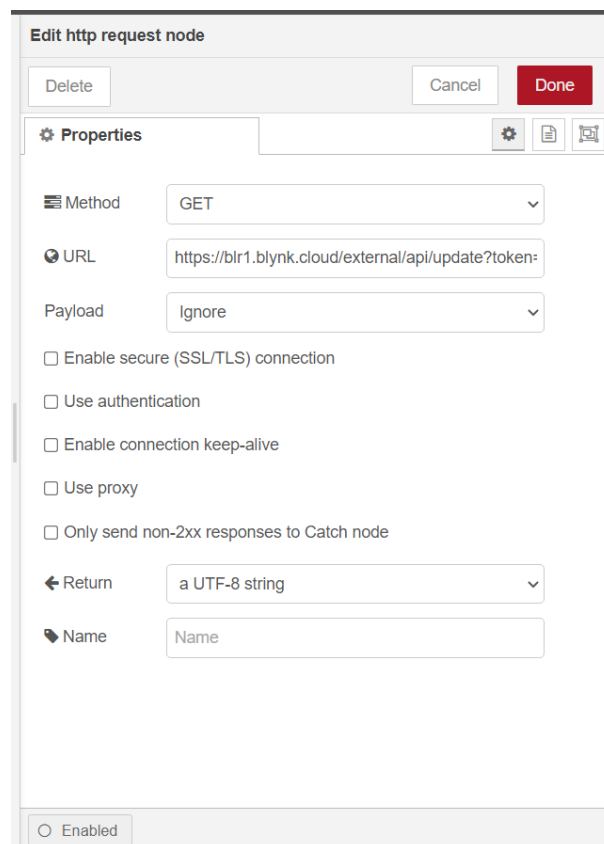 Edit http request node
Delete
Cancel
Done
Properties
Method
GET
URL
https://blr1.blynk.cloud/external/api/update?token=
Payload
Ignore
Enable secure (SSL/TLS) connection
Use authentication
Enable connection keep-alive
Use proxy
Only send non-2xx responses to Catch node
Return
a UTF-8 string
Name
Name
Enabled